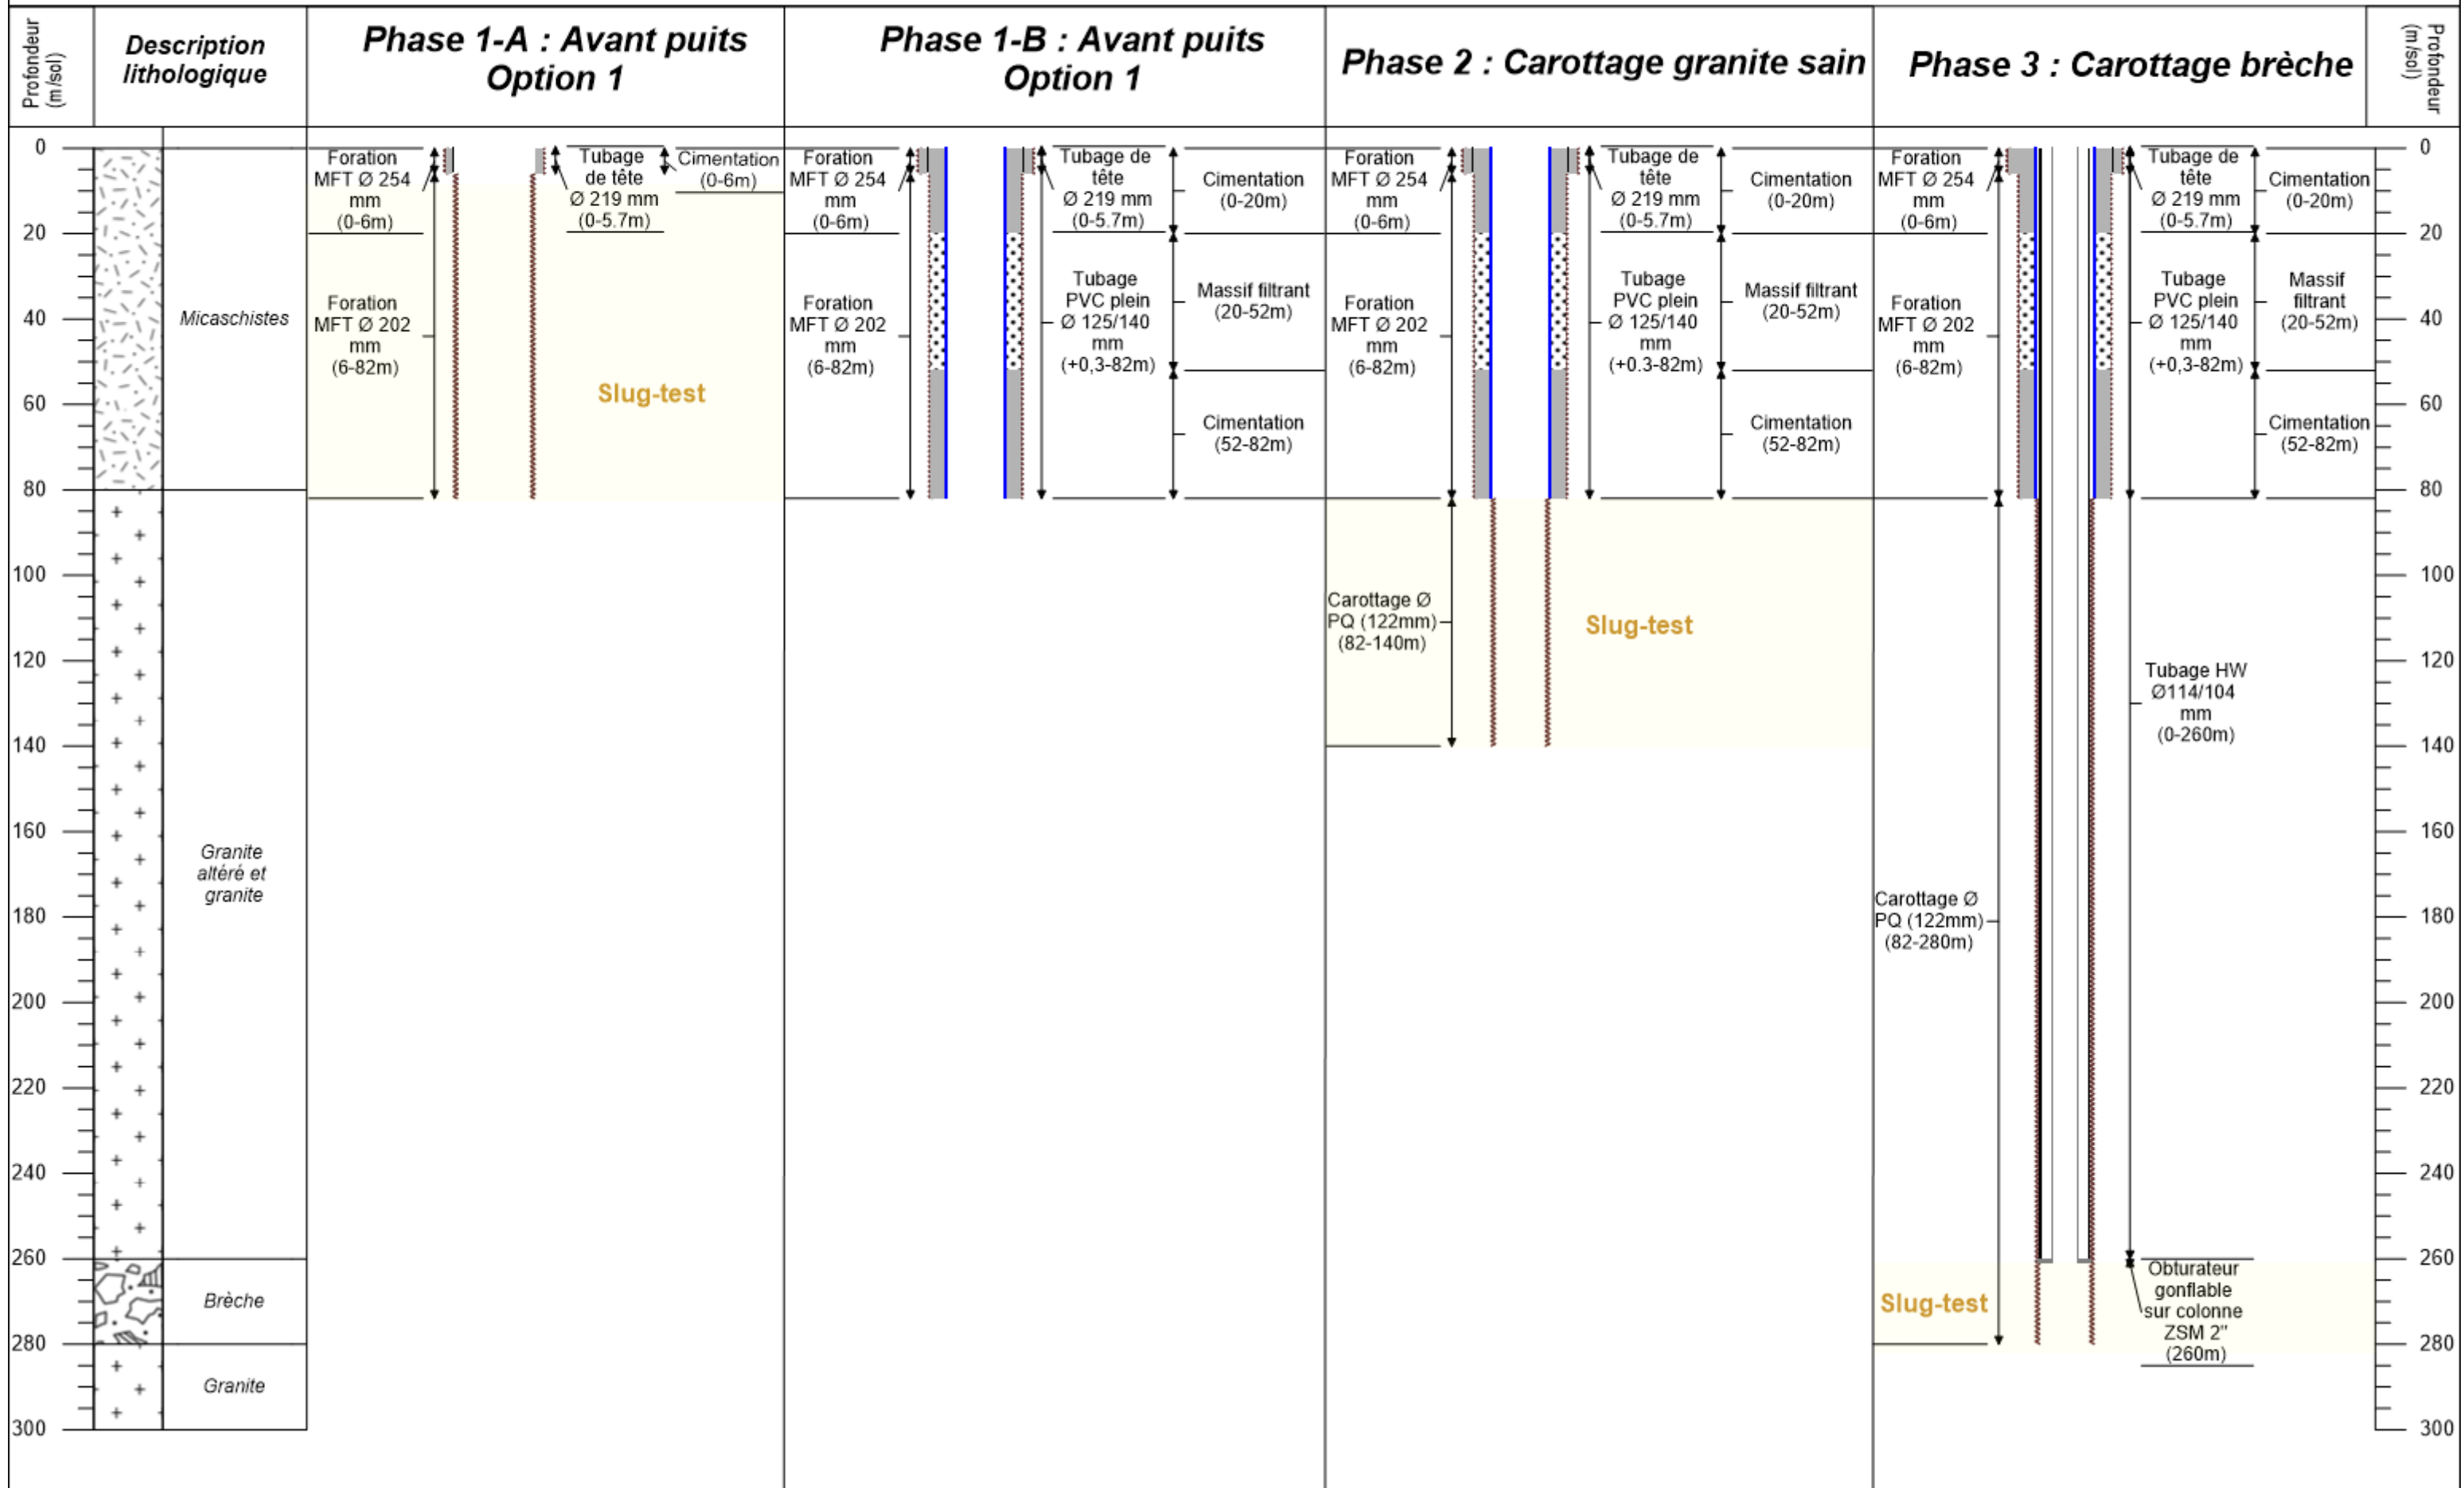 Profondeur
(m/sol)
Description
lithologique
Phase 1-A : Avant puits
Option 1
Phase 1-B : Avant puits
Option 1
Phase 2 : Carottage granite sain
Phase 3 : Carottage brèche
Profondeur
(m/sol)
0
20
40
60
80
100
120
140
160
180
200
220
240
260
280
300
Micaschistes
Granite
altéré et
granite
Brèche
Granite
Foration
MFT Ø 254
mm
(0-6m)
Foration
MFT Ø 202
mm
(6-82m)
Tubage
de tête
Ø 219 mm
(0-5.7m)
Cimentation
(0-6m)
Slug-test
Foration
MFT Ø 254
mm
(0-6m)
Foration
MFT Ø 202
mm
(6-82m)
Tubage de
tête
Ø 219 mm
(0-5.7m)
Tubage
PVC plein
Ø 125/140
mm
(+0,3-82m)
Cimentation
(0-20m)
Massif filtrant
(20-52m)
Cimentation
(52-82m)
Foration
MFT Ø 254
mm
(0-6m)
Foration
MFT Ø 202
mm
(6-82m)
Carottage Ø
PQ (122mm)
(82-140m)
Tubage de
tête
Ø 219 mm
(0-5.7m)
Tubage
PVC plein
Ø 125/140
mm
(+0.3-82m)
Cimentation
(0-20m)
Massif filtrant
(20-52m)
Cimentation
(52-82m)
Slug-test
Foration
MFT Ø 254
mm
(0-6m)
Foration
MFT Ø 202
mm
(6-82m)
Carottage Ø
PQ (122mm)
(82-280m)
Slug-test
Tubage de
tête
Ø 219 mm
(0-5.7m)
Tubage
PVC plein
Ø 125/140
mm
(+0,3-82m)
Cimentation
(0-20m)
Massif
filtrant
(20-52m)
Cimentation
(52-82m)
Tubage HW
Ø114/104
mm
(0-260m)
Obturateur
gonflable
sur colonne
ZSM 2"
(260m)
0
20
40
60
80
100
120
140
160
180
200
220
240
260
280
300